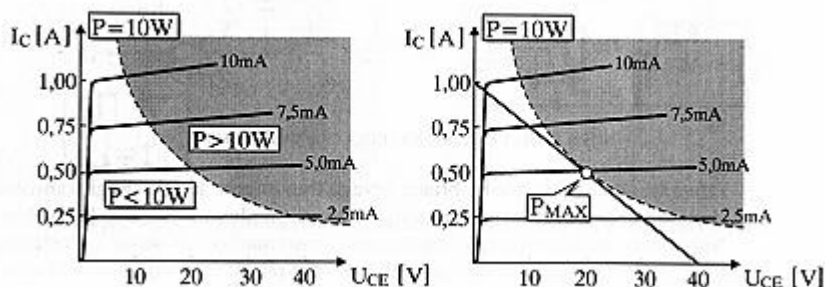 I_C [A]
P=10W
1,00
0,75
0,50
0,25
10mA
7,5mA
P>10W
5,0mA
P<10W
2,5mA
10
20
30
40
U_CE [V]
I_C [A]
P=10W
1,00
0,75
0,50
0,25
10mA
7,5mA
5,0mA
P_MAX
2,5mA
10
20
30
40
U_CE [V]